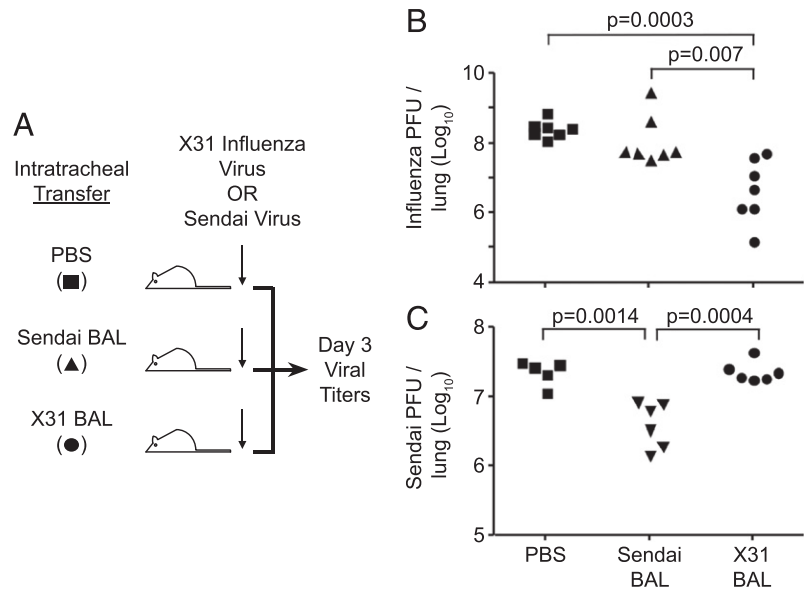 A
Intratracheal
Transfer
X31 Influenza
Virus
OR
Sendai Virus
PBS
(■)
Sendai BAL
(▲)
X31 BAL
(●)
Day 3
Viral
Titers
B
p=0.0003
p=0.007
Influenza PFU /
lung (Log10)
10
8
6
4
C
p=0.0014
p=0.0004
Sendai PFU /
lung (Log10)
8
7
6
5
PBS
Sendai
BAL
X31
BAL